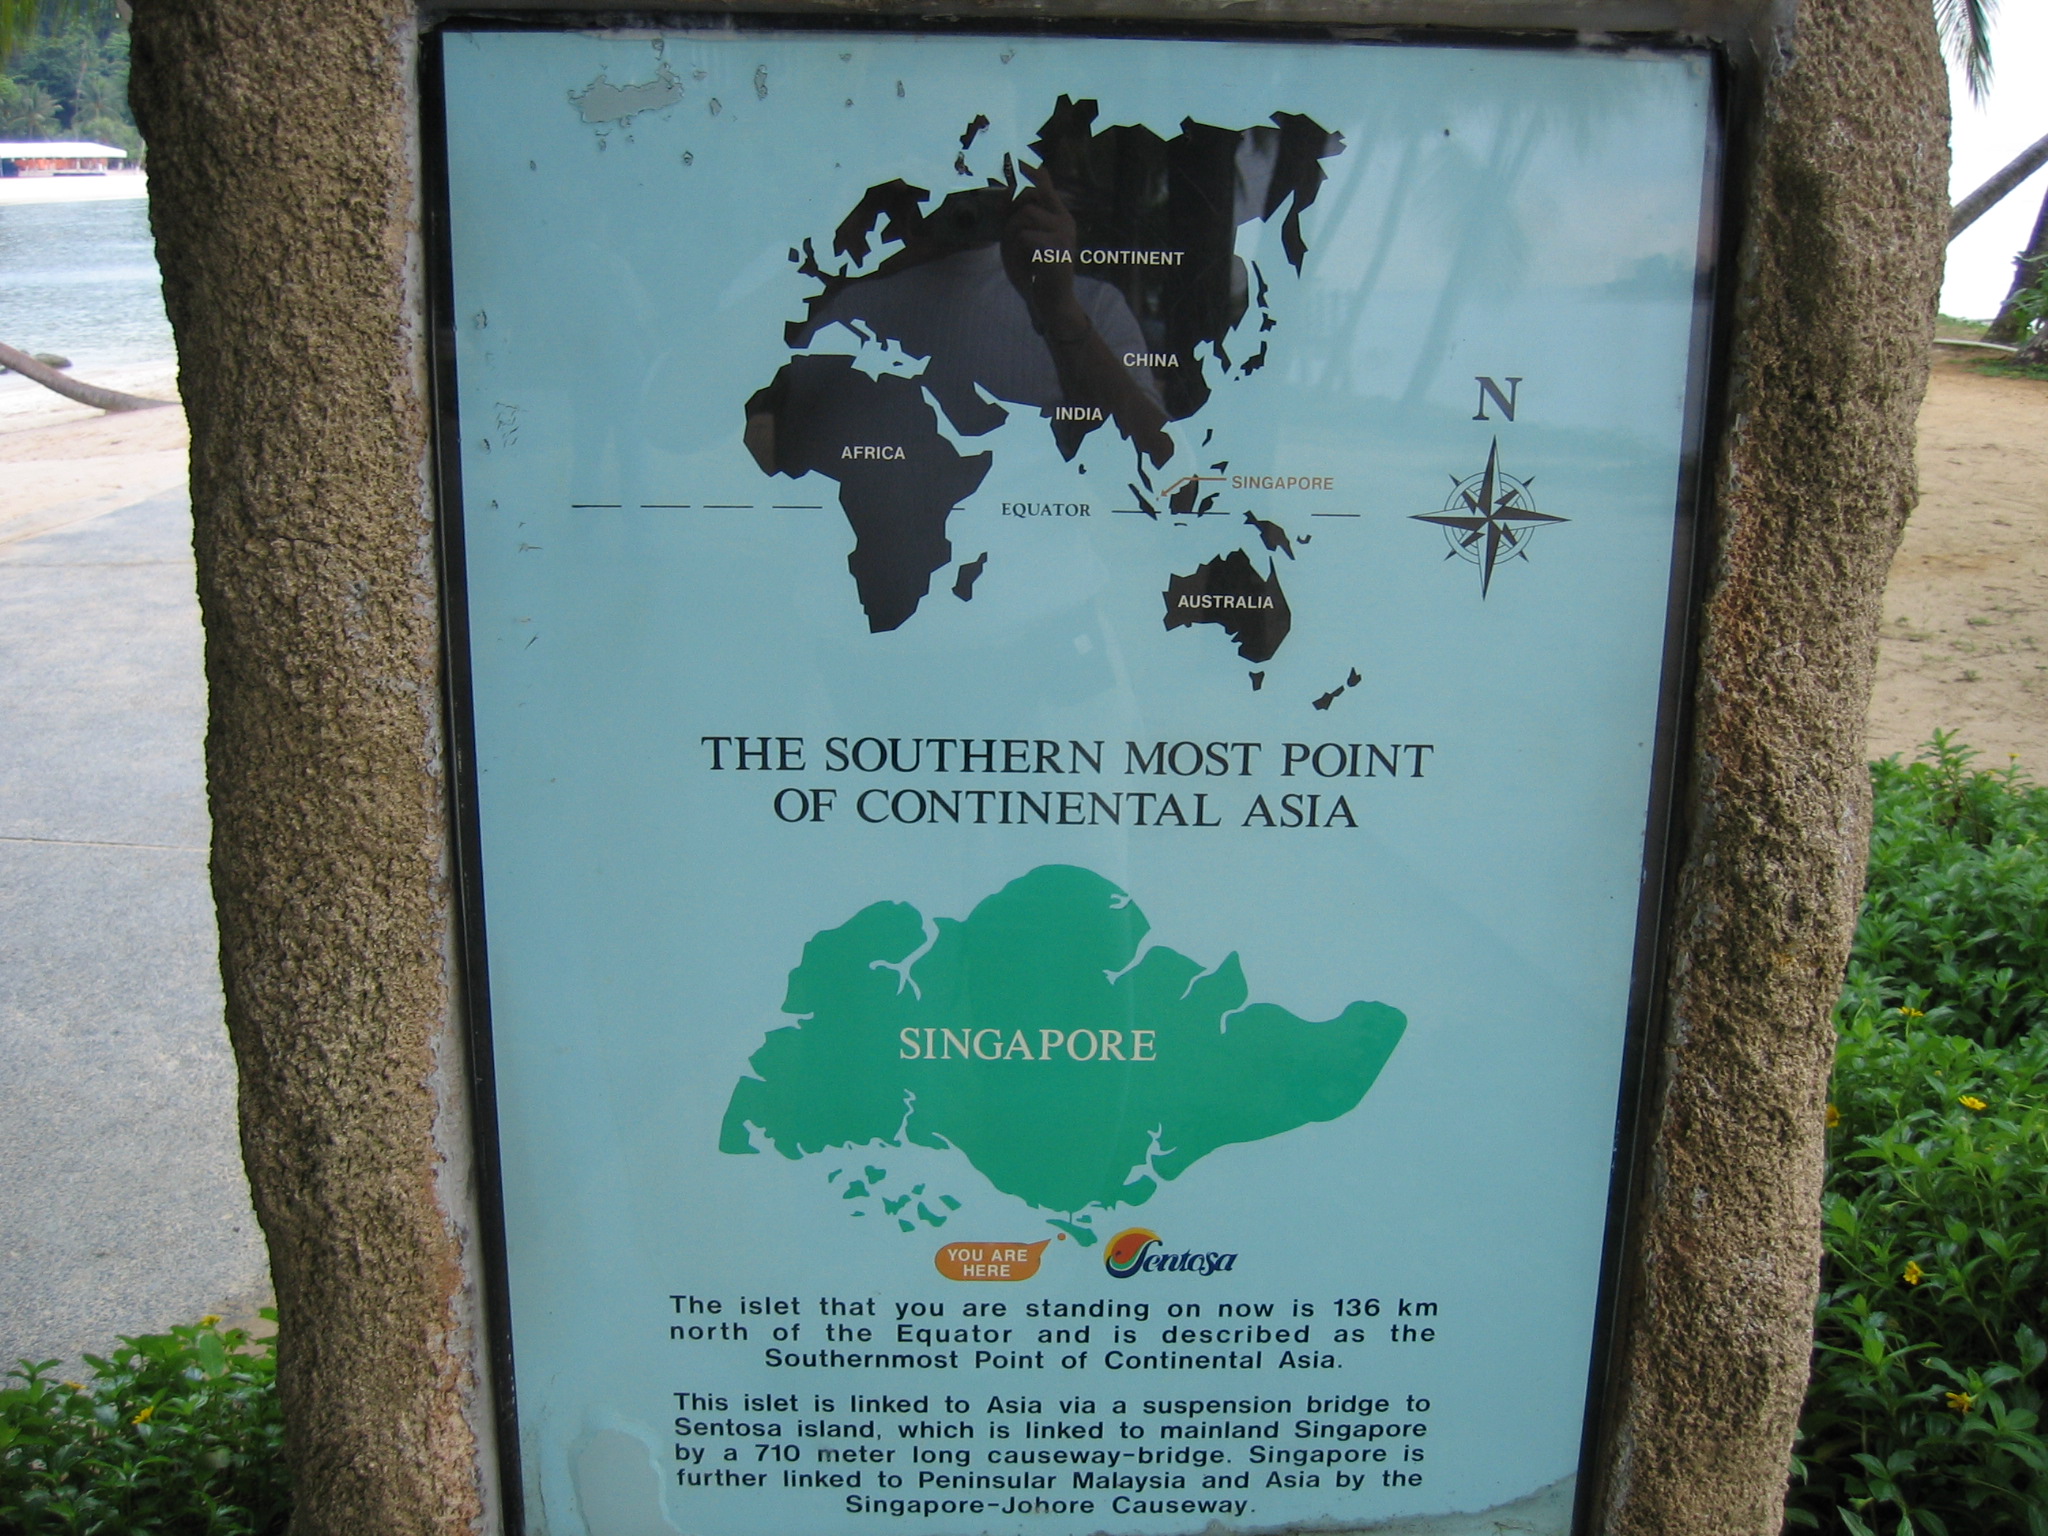 ASIA CONTINENT
CHINA
INDIA
AFRICA
SINGAPORE
EQUATOR
N
AUSTRALIA
THE SOUTHERN MOST POINT
OF CONTINENTAL ASIA
SINGAPORE
YOU ARE
HERE
Sentosa
The islet that you are standing on now is 136 km
north of the Equator and is described as the
Southernmost Point of Continental Asia.
This islet is linked to Asia via a suspension bridge to
Sentosa island, which is linked to mainland Singapore
by a 710 meter long causeway-bridge. Singapore is
further linked to Peninsular Malaysia and Asia by the
Singapore-Johore Causeway.